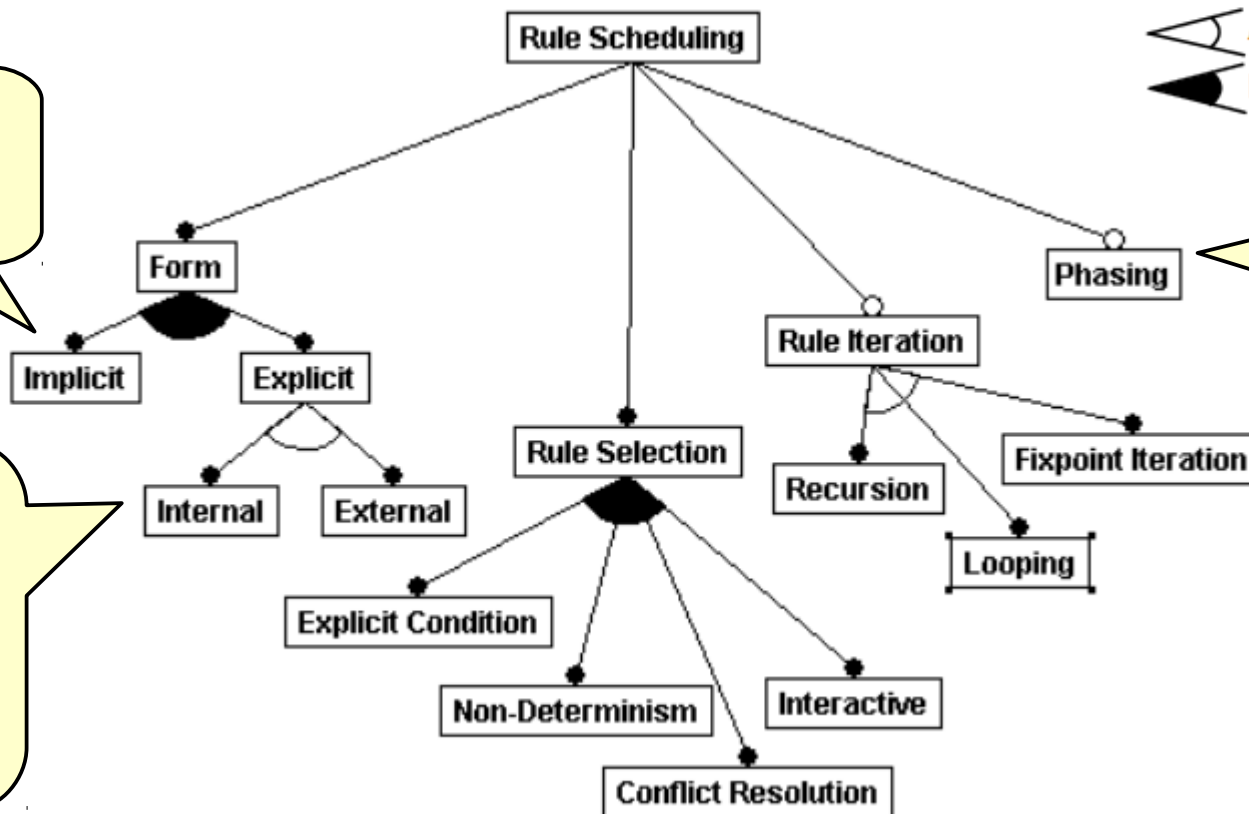 Rule Scheduling
Form
Phasing
Rule Iteration
Implicit
Explicit
Rule Selection
Fixpoint Iteration
Recursion
Internal
External
Looping
Explicit Condition
Interactive
Non-Determinism
Conflict Resolution